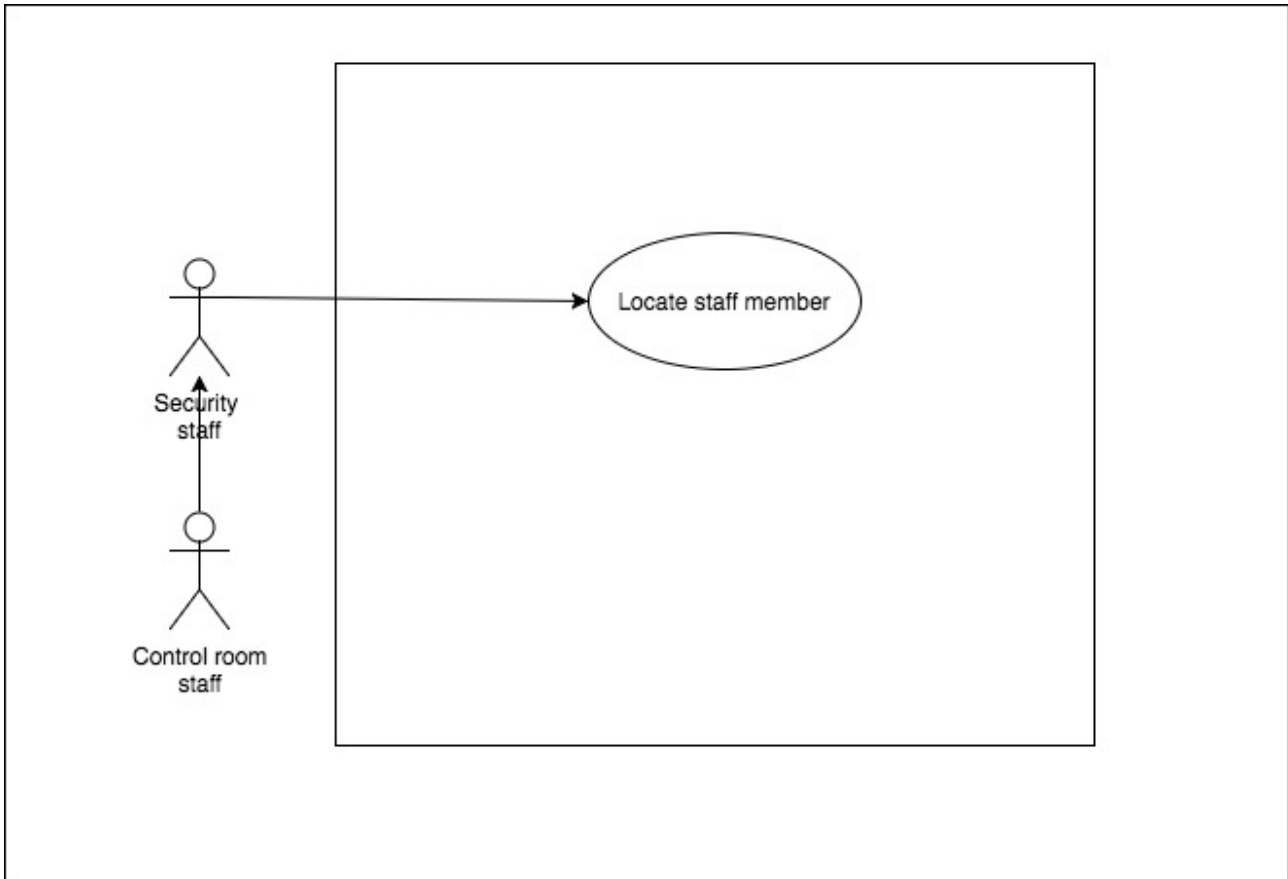 Locate staff member
Security
staff
Control room
staff